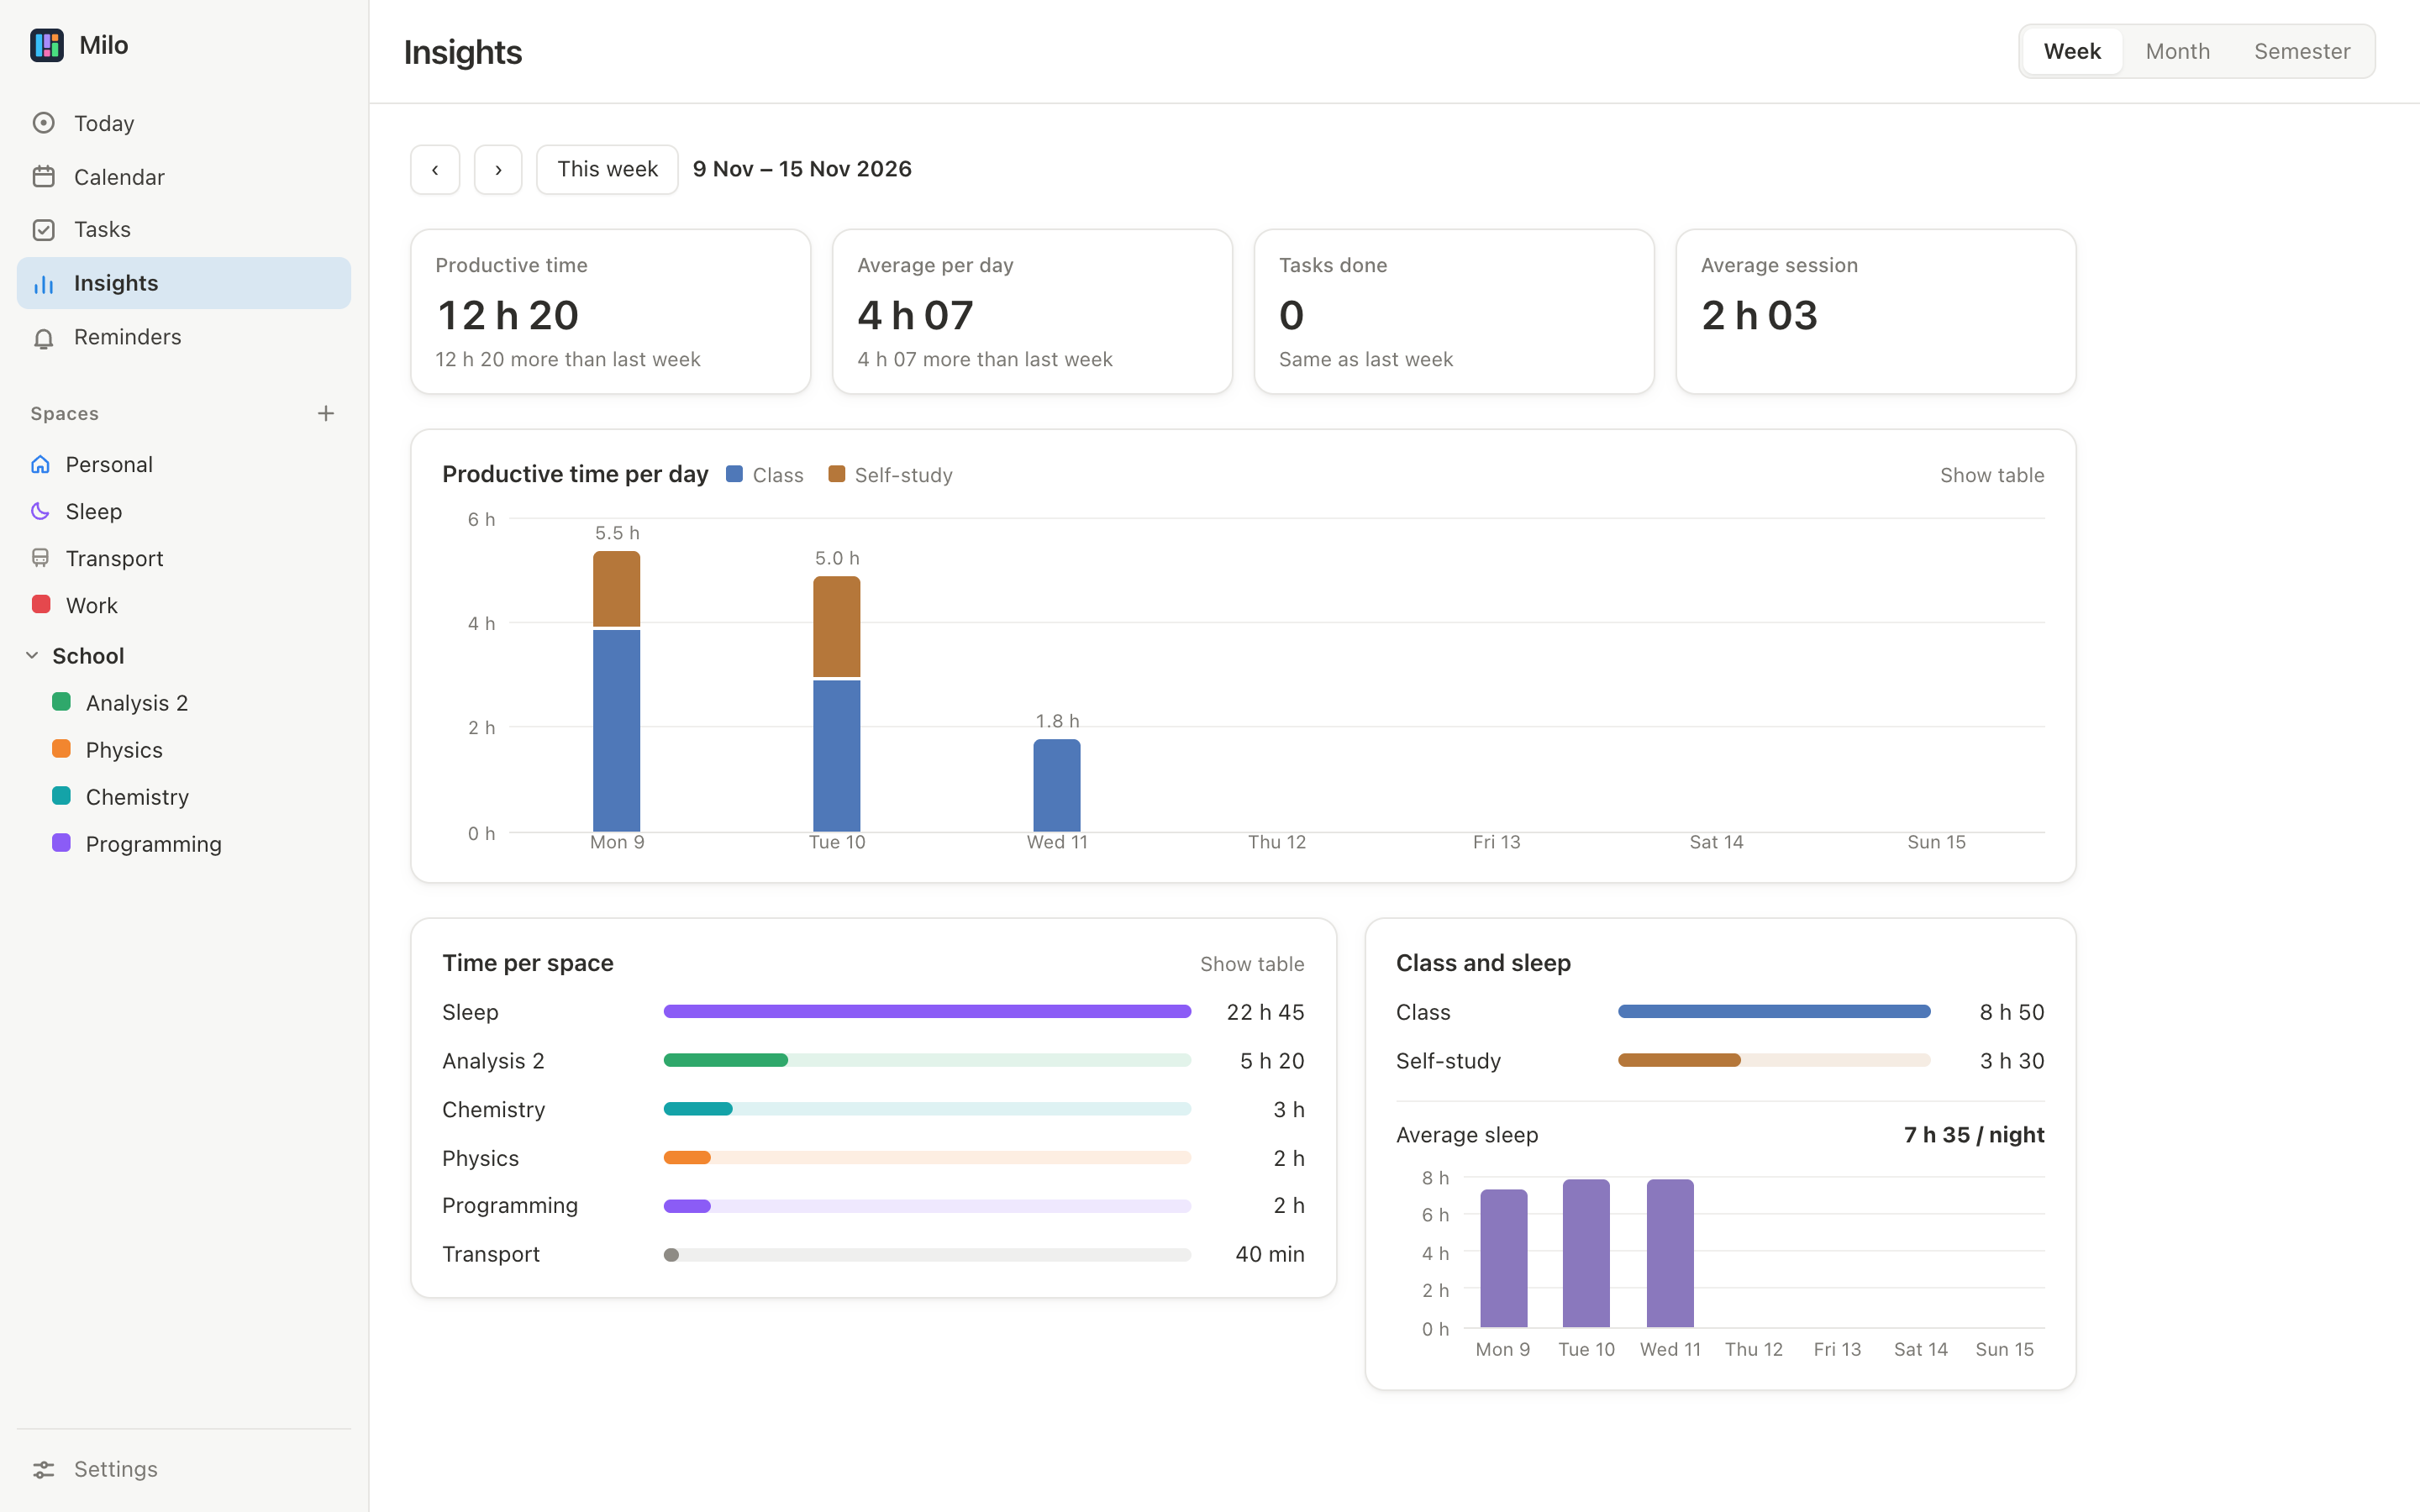 Milo
Today
Calendar
Tasks
Insights
Reminders
Spaces
Personal
Sleep
Transport
Work
School
Analysis 2
Physics
Chemistry
Programming
Settings
Insights
Week Month Semester
This week 9 Nov – 15 Nov 2026
Productive time
12 h 20
12 h 20 more than last week
Average per day
4 h 07
4 h 07 more than last week
Tasks done
0
Same as last week
Average session
2 h 03
Productive time per day Class Self-study Show table
6 h
4 h
2 h
0 h
5.5 h
5.0 h
1.8 h
Mon 9 Tue 10 Wed 11 Thu 12 Fri 13 Sat 14 Sun 15
Time per space Show table
Sleep 22 h 45
Analysis 2 5 h 20
Chemistry 3 h
Physics 2 h
Programming 2 h
Transport 40 min
Class and sleep
Class 8 h 50
Self-study 3 h 30
Average sleep 7 h 35 / night
8 h
6 h
4 h
2 h
0 h
Mon 9 Tue 10 Wed 11 Thu 12 Fri 13 Sat 14 Sun 15